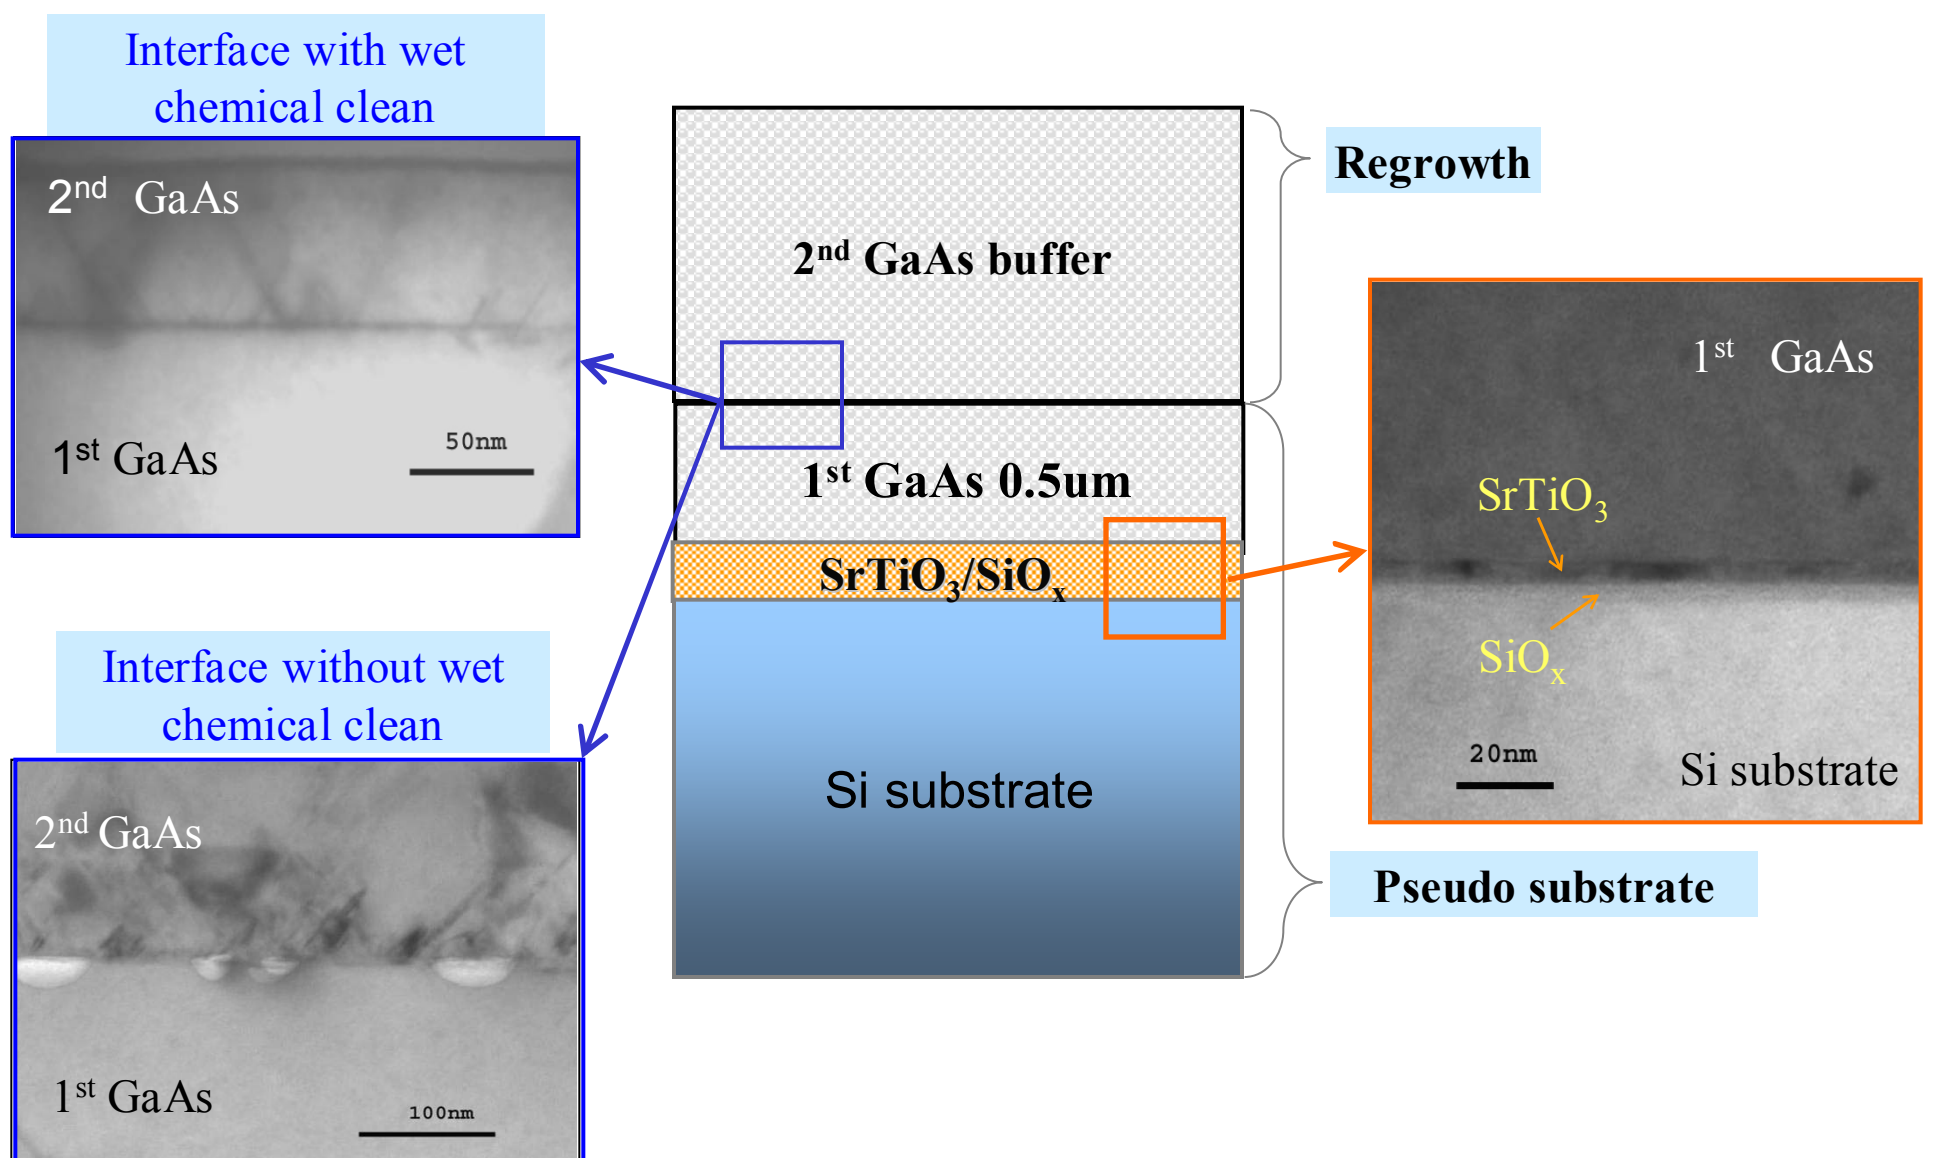 Interface with wet
chemical clean
2nd GaAs
1st GaAs
50nm
Interface without wet
chemical clean
2nd GaAs
1st GaAs
100nm
2nd GaAs buffer
1st GaAs 0.5um
SrTiO3/SiOx
Si substrate
Regrowth
1st GaAs
SrTiO3
SiOx
20nm
Si substrate
Pseudo substrate